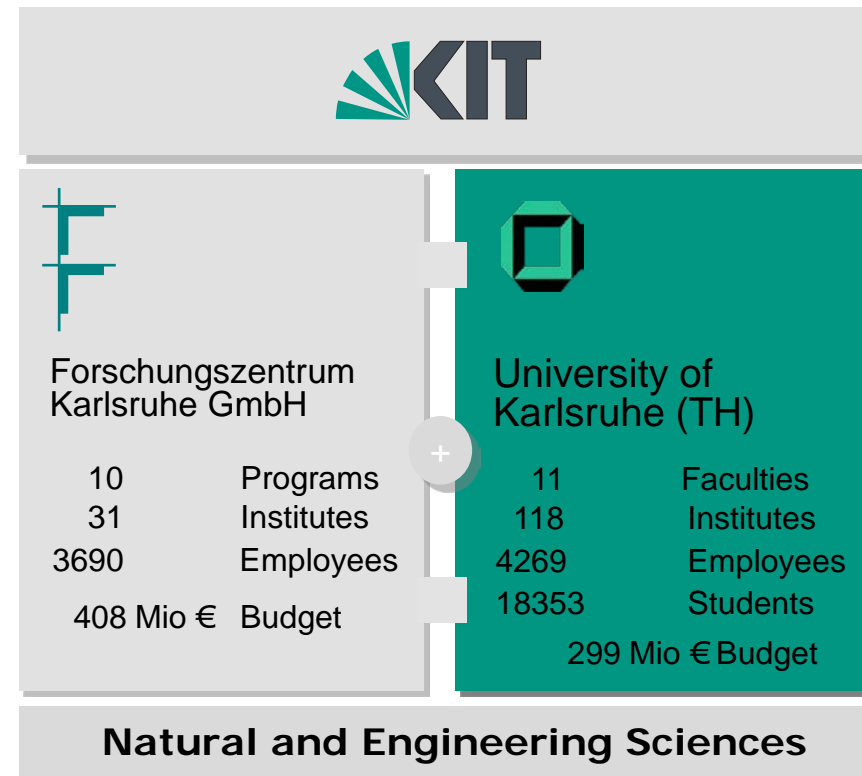 KIT
Forschungszentrum
Karlsruhe GmbH
10 Programs
31 Institutes
3690 Employees
408 Mio € Budget
+
University of
Karlsruhe (TH)
11 Faculties
118 Institutes
4269 Employees
18353 Students
299 Mio € Budget
Natural and Engineering Sciences